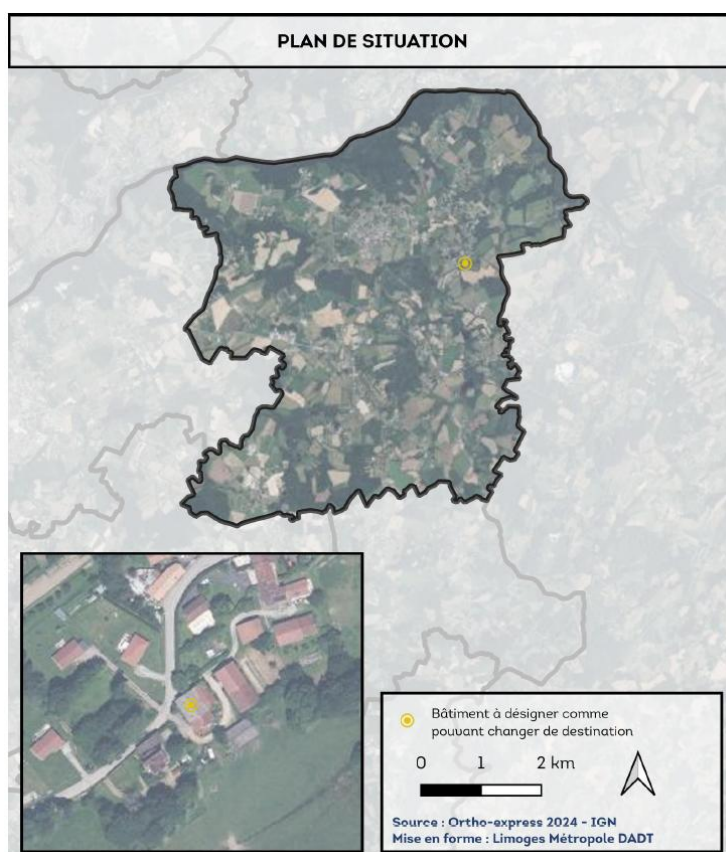 PLAN DE SITUATION
Bâtiment à désigner comme
pouvant changer de destination
0 1 2 km
Source : Ortho-express 2024 - IGN
Mise en forme : Limoges Métropole DADT